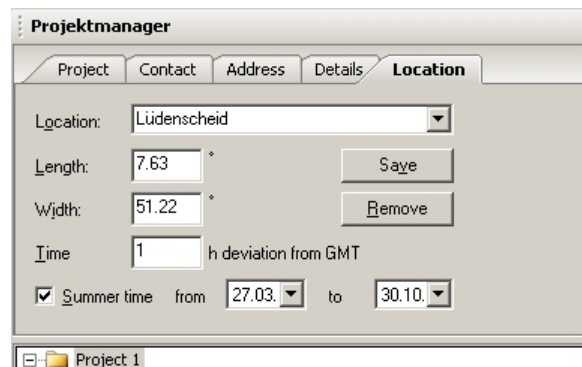 Projektmanager
Project Contact Address Details Location
Location: Lüdenscheid
Length: 7.63 ° Save
Width: 51.22 ° Remove
Time 1 h deviation from GMT
Summer time from 27.03. to 30.10.
Project 1